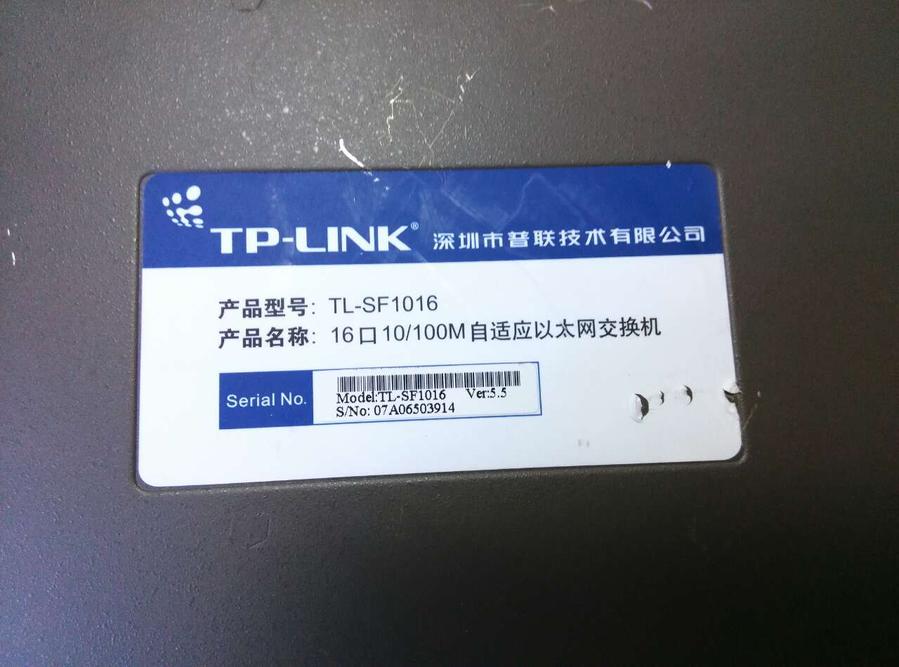 TP-LINK® 深圳市普联技术有限公司
产品型号: TL-SF1016
产品名称: 16口10/100M自适应以太网交换机
Serial No.
Model:TL-SF1016 Ver:5.5
S/No: 07A06503914